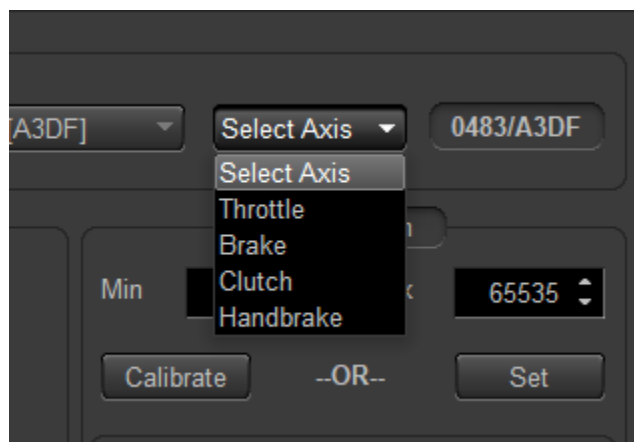 [A3DF] Select Axis 0483/A3DF
Select Axis
Throttle
Brake
Clutch
Handbrake
Min 65535
Calibrate --OR-- Set